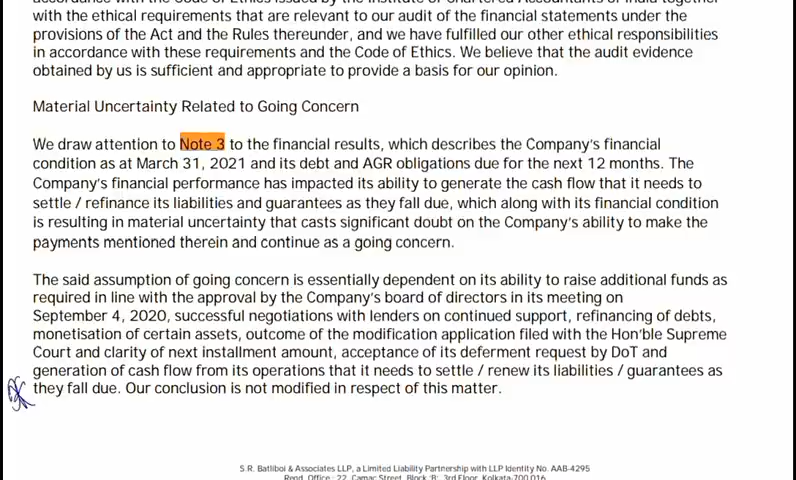 accordance with the Code of Ethics issued by the Institute of Chartered Accountants of India together
with the ethical requirements that are relevant to our audit of the financial statements under the
provisions of the Act and the Rules thereunder, and we have fulfilled our other ethical responsibilities
in accordance with these requirements and the Code of Ethics. We believe that the audit evidence
obtained by us is sufficient and appropriate to provide a basis for our opinion.
Material Uncertainty Related to Going Concern
We draw attention to Note 3 to the financial results, which describes the Company's financial
condition as at March 31, 2021 and its debt and AGR obligations due for the next 12 months. The
Company's financial performance has impacted its ability to generate the cash flow that it needs to
settle / refinance its liabilities and guarantees as they fall due, which along with its financial condition
is resulting in material uncertainty that casts significant doubt on the Company's ability to make the
payments mentioned therein and continue as a going concern.
The said assumption of going concern is essentially dependent on its ability to raise additional funds as
required in line with the approval by the Company's board of directors in its meeting on
September 4, 2020, successful negotiations with lenders on continued support, refinancing of debts,
monetisation of certain assets, outcome of the modification application filed with the Hon'ble Supreme
Court and clarity of next installment amount, acceptance of its deferment request by DoT and
generation of cash flow from its operations that it needs to settle / renew its liabilities / guarantees as
they fall due. Our conclusion is not modified in respect of this matter.
S.R. Batliboi & Associates LLP, a Limited Liability Partnership with LLP Identity No. AAB-4295
Regd. Office : 22, Camac Street, Block 'B', 3rd Floor, Kolkata-700 016